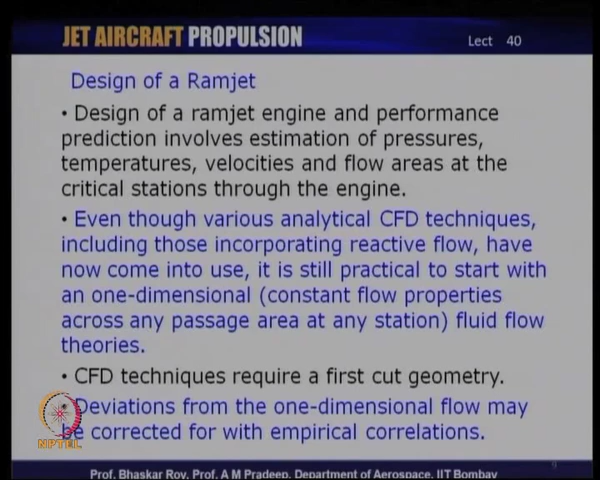 JET AIRCRAFT PROPULSION
Lect 40
Design of a Ramjet
• Design of a ramjet engine and performance
prediction involves estimation of pressures,
temperatures, velocities and flow areas at the
critical stations through the engine.
• Even though various analytical CFD techniques,
including those incorporating reactive flow, have
now come into use, it is still practical to start with
an one-dimensional (constant flow properties
across any passage area at any station) fluid flow
theories.
• CFD techniques require a first cut geometry.
Deviations from the one-dimensional flow may
be corrected for with empirical correlations.
NPTEL
Prof. Bhaskar Roy, Prof. A M Pradeep, Department of Aerospace, IIT Bombay